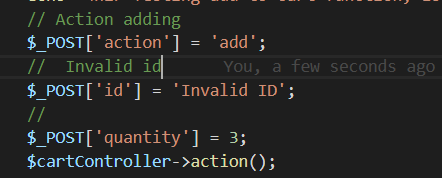 // Action adding
$_POST['action'] = 'add';
//  Invalid id You, a few seconds ago
$_POST['id'] = 'Invalid ID';
//
$_POST['quantity'] = 3;
$cartController->action();